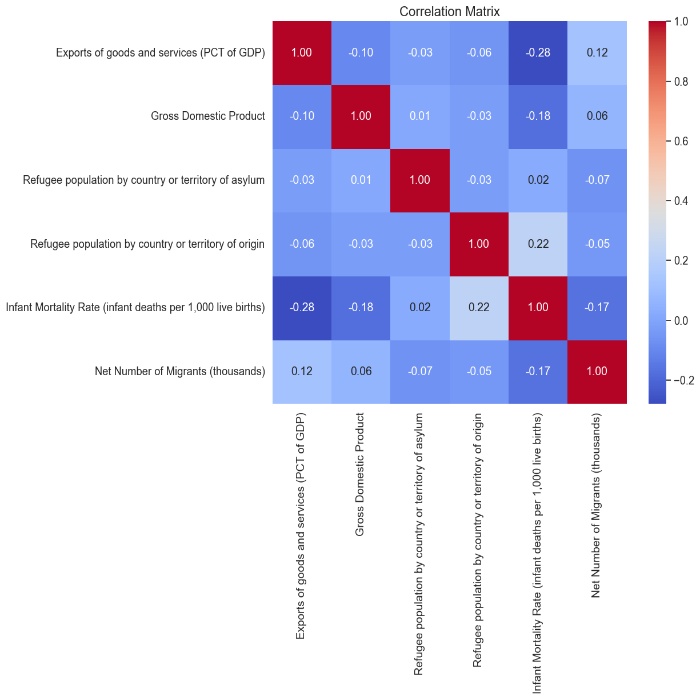 Correlation Matrix
Exports of goods and services (PCT of GDP) 1.00 -0.10 -0.03 -0.06 -0.28 0.12
Gross Domestic Product -0.10 1.00 0.01 -0.03 -0.18 0.06
Refugee population by country or territory of asylum -0.03 0.01 1.00 -0.03 0.02 -0.07
Refugee population by country or territory of origin -0.06 -0.03 -0.03 1.00 0.22 -0.05
Infant Mortality Rate (infant deaths per 1,000 live births) -0.28 -0.18 0.02 0.22 1.00 -0.17
Net Number of Migrants (thousands) 0.12 0.06 -0.07 -0.05 -0.17 1.00
Exports of goods and services (PCT of GDP)
Gross Domestic Product
Refugee population by country or territory of asylum
Refugee population by country or territory of origin
Infant Mortality Rate (infant deaths per 1,000 live births)
Net Number of Migrants (thousands)
1.0
0.8
0.6
0.4
0.2
0.0
−0.2